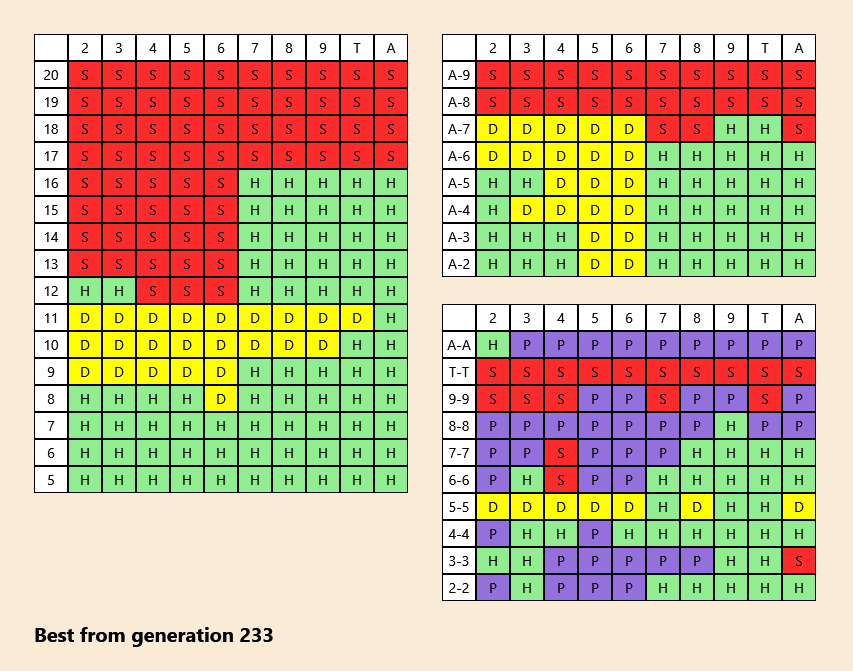 2 3 4 5 6 7 8 9 T A
20 S S S S S S S S S S
19 S S S S S S S S S S
18 S S S S S S S S S S
17 S S S S S S S S S S
16 S S S S S H H H H H
15 S S S S S H H H H H
14 S S S S S H H H H H
13 S S S S S H H H H H
12 H H S S S H H H H H
11 D D D D D D D D D H
10 D D D D D D D D H H
9 D D D D D H H H H H
8 H H H H D H H H H H
7 H H H H H H H H H H
6 H H H H H H H H H H
5 H H H H H H H H H H
2 3 4 5 6 7 8 9 T A
A-9 S S S S S S S S S S
A-8 S S S S S S S S S S
A-7 D D D D D S S H H S
A-6 D D D D D H H H H H
A-5 H H D D D H H H H H
A-4 H D D D D H H H H H
A-3 H H H D D H H H H H
A-2 H H H D D H H H H H
2 3 4 5 6 7 8 9 T A
A-A H P P P P P P P P P
T-T S S S S S S S S S S
9-9 S S S P P S P P S P
8-8 P P P P P P P H P P
7-7 P P S P P P H H H H
6-6 P H S P P H H H H H
5-5 D D D D D H D H H D
4-4 P H H P H H H H H H
3-3 H H P P P P P H H S
2-2 P H P P P H H H H H
Best from generation 233